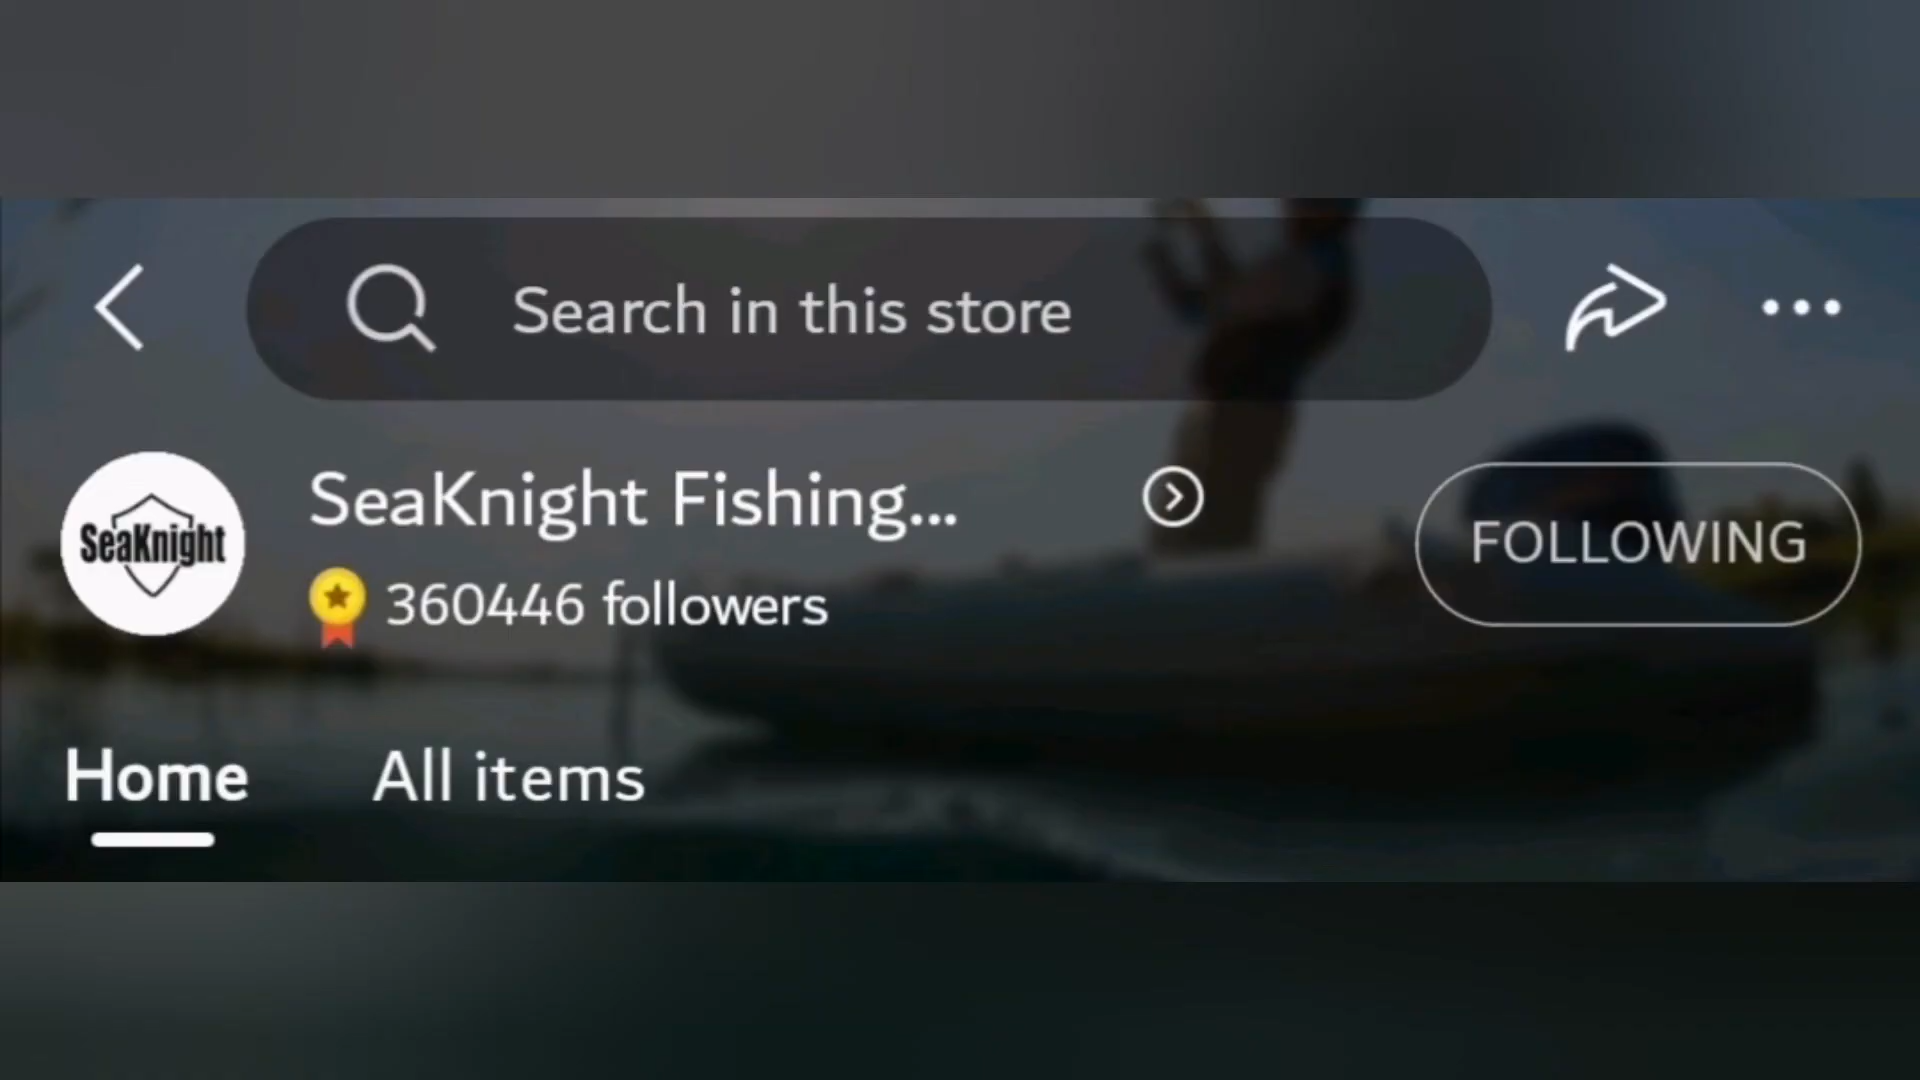 Search in this store
SeaKnight
SeaKnight Fishing...
360446 followers
FOLLOWING
Home
All items